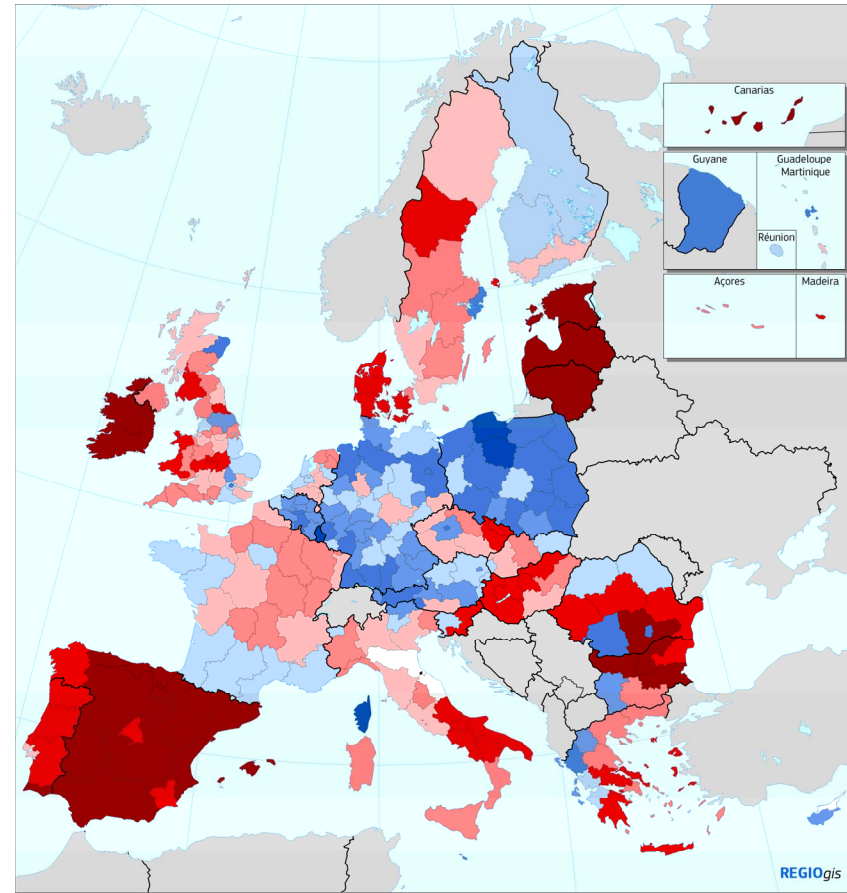 Canarias
Guyane
Guadeloupe
Martinique
Réunion
Açores
Madeira
REGIOgis